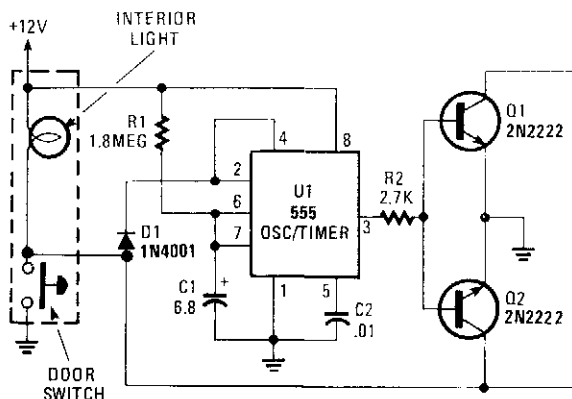 INTERIOR
LIGHT
+12V
R1
1.8MEG
4
8
2
6
7
U1
555
OSC/TIMER
3
R2
2.7K
Q1
2N2222
D1
1N4001
C1
6.8
+
1
5
C2
.01
Q2
2N2222
DOOR
SWITCH